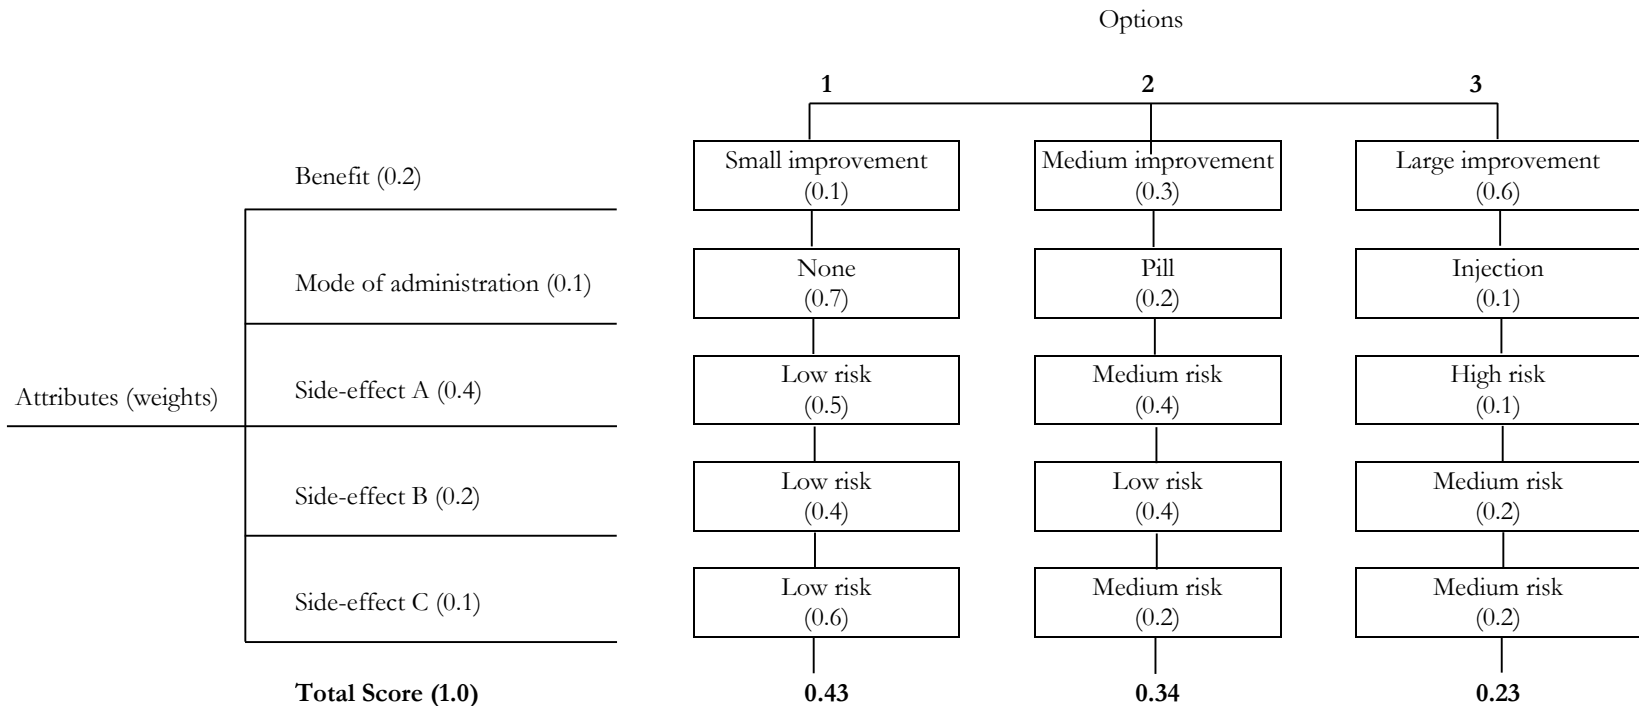 Options
1 2 3
Benefit (0.2)
Small improvement
(0.1)
Medium improvement
(0.3)
Large improvement
(0.6)
Mode of administration (0.1)
None
(0.7)
Pill
(0.2)
Injection
(0.1)
Attributes (weights)
Side-effect A (0.4)
Low risk
(0.5)
Medium risk
(0.4)
High risk
(0.1)
Side-effect B (0.2)
Low risk
(0.4)
Low risk
(0.4)
Medium risk
(0.2)
Side-effect C (0.1)
Low risk
(0.6)
Medium risk
(0.2)
Medium risk
(0.2)
Total Score (1.0) 0.43 0.34 0.23